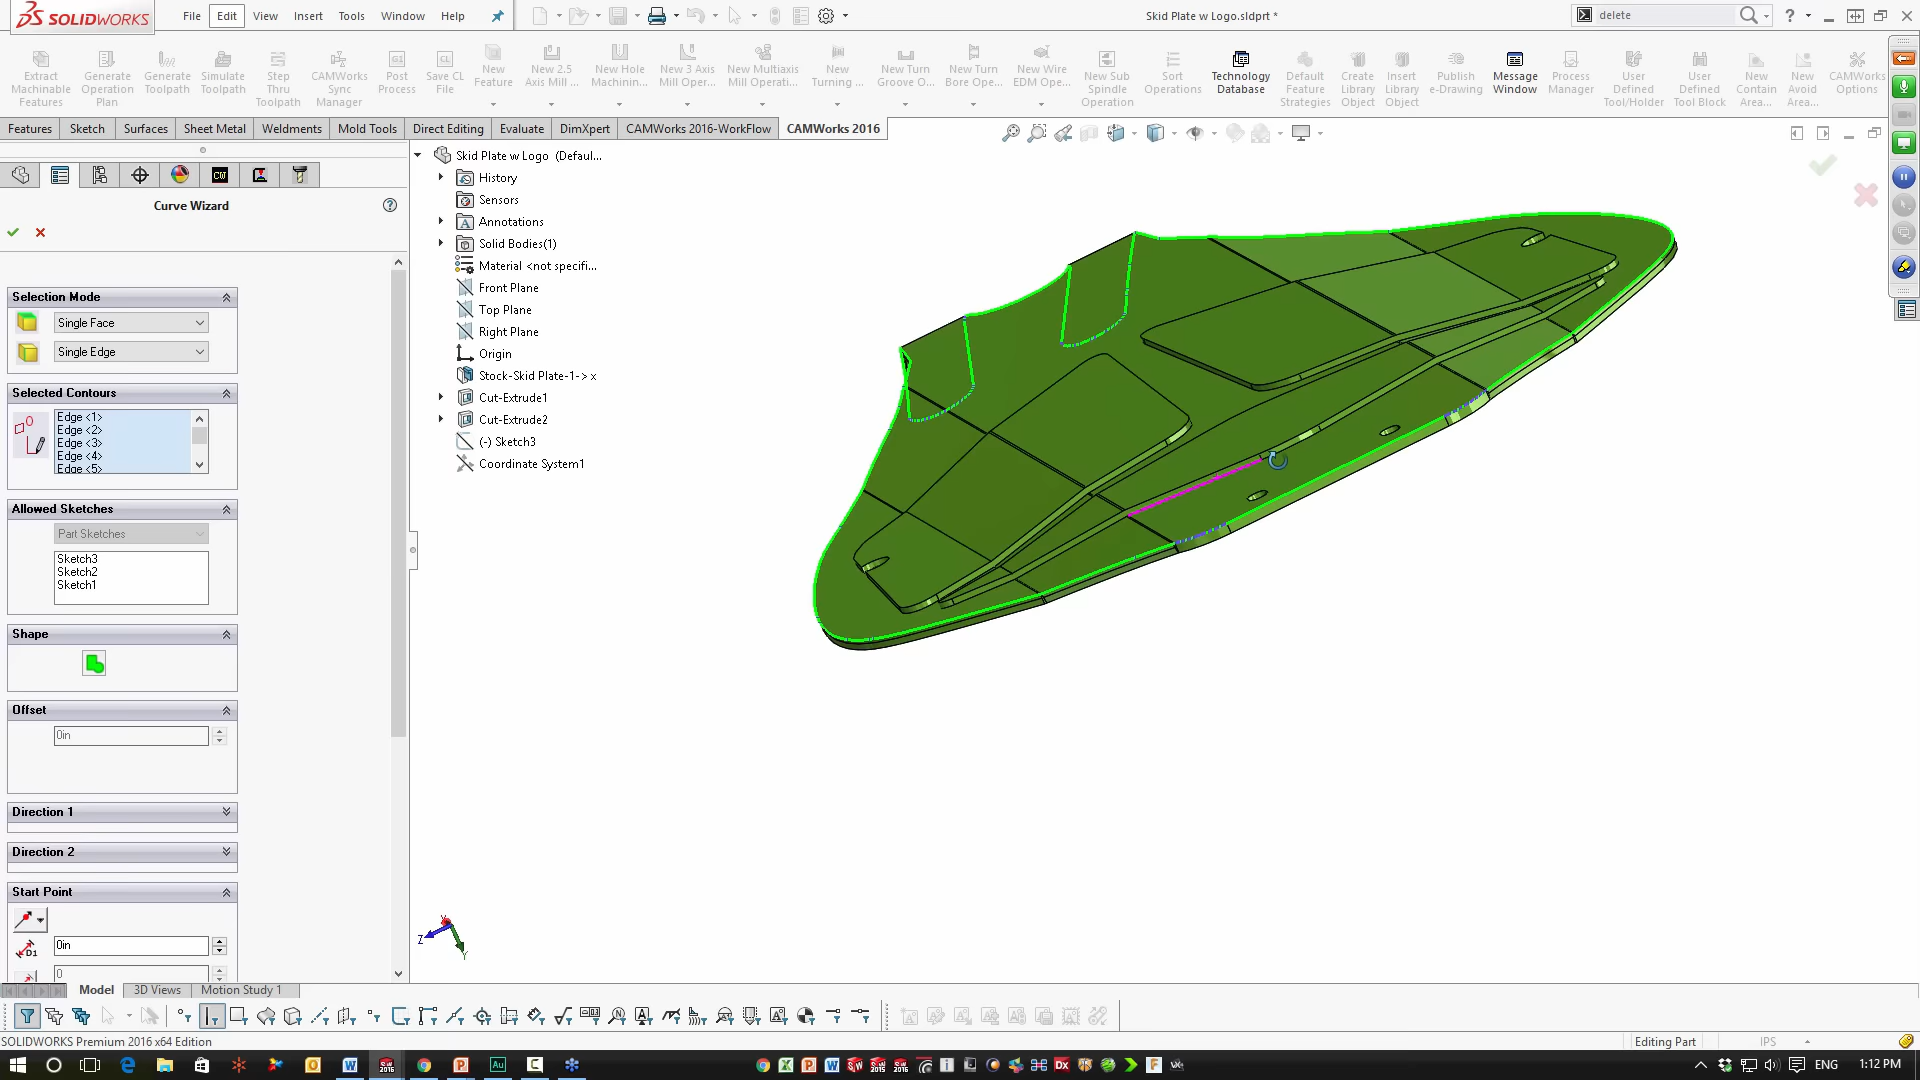 SOLIDWORKS
File Edit View Insert Tools Window Help
Skid Plate w Logo.sldprt *
delete
Extract Machinable Features
Generate Operation Plan
Generate Toolpath
Simulate Toolpath
Step Thru Toolpath
CAMWorks Sync Manager
Post Process
Save CL File
New Feature
New 2.5 Axis Mill ...
New Hole Machinin...
New 3 Axis Mill Oper...
New Multiaxis Mill Operati...
New Turning ...
New Turn Groove O...
New Turn Bore Ope...
New Wire EDM Ope...
New Sub Spindle Operation
Sort Operations
Technology Database
Default Feature Strategies
Create Library Object
Insert Library Object
Publish e-Drawing
Message Window
Process Manager
User Defined Tool/Holder
User Defined Tool Block
New Contain Area...
New Avoid Area...
CAMWorks Options
Features Sketch Surfaces Sheet Metal Weldments Mold Tools Direct Editing Evaluate DimXpert CAMWorks 2016-WorkFlow CAMWorks 2016
Curve Wizard
Selection Mode
Single Face
Single Edge
Selected Contours
Edge <1>
Edge <2>
Edge <3>
Edge <4>
Edge <5>
Allowed Sketches
Part Sketches
Sketch3
Sketch2
Sketch1
Shape
Offset
0in
Direction 1
Direction 2
Start Point
D1
0in
0
Skid Plate w Logo (Defaul...
History
Sensors
Annotations
Solid Bodies(1)
Material <not specifi...
Front Plane
Top Plane
Right Plane
Origin
Stock-Skid Plate-1-> x
Cut-Extrude1
Cut-Extrude2
(-) Sketch3
Coordinate System1
Z
Y
Model 3D Views Motion Study 1
SOLIDWORKS Premium 2016 x64 Edition
Editing Part
IPS
ENG
1:12 PM